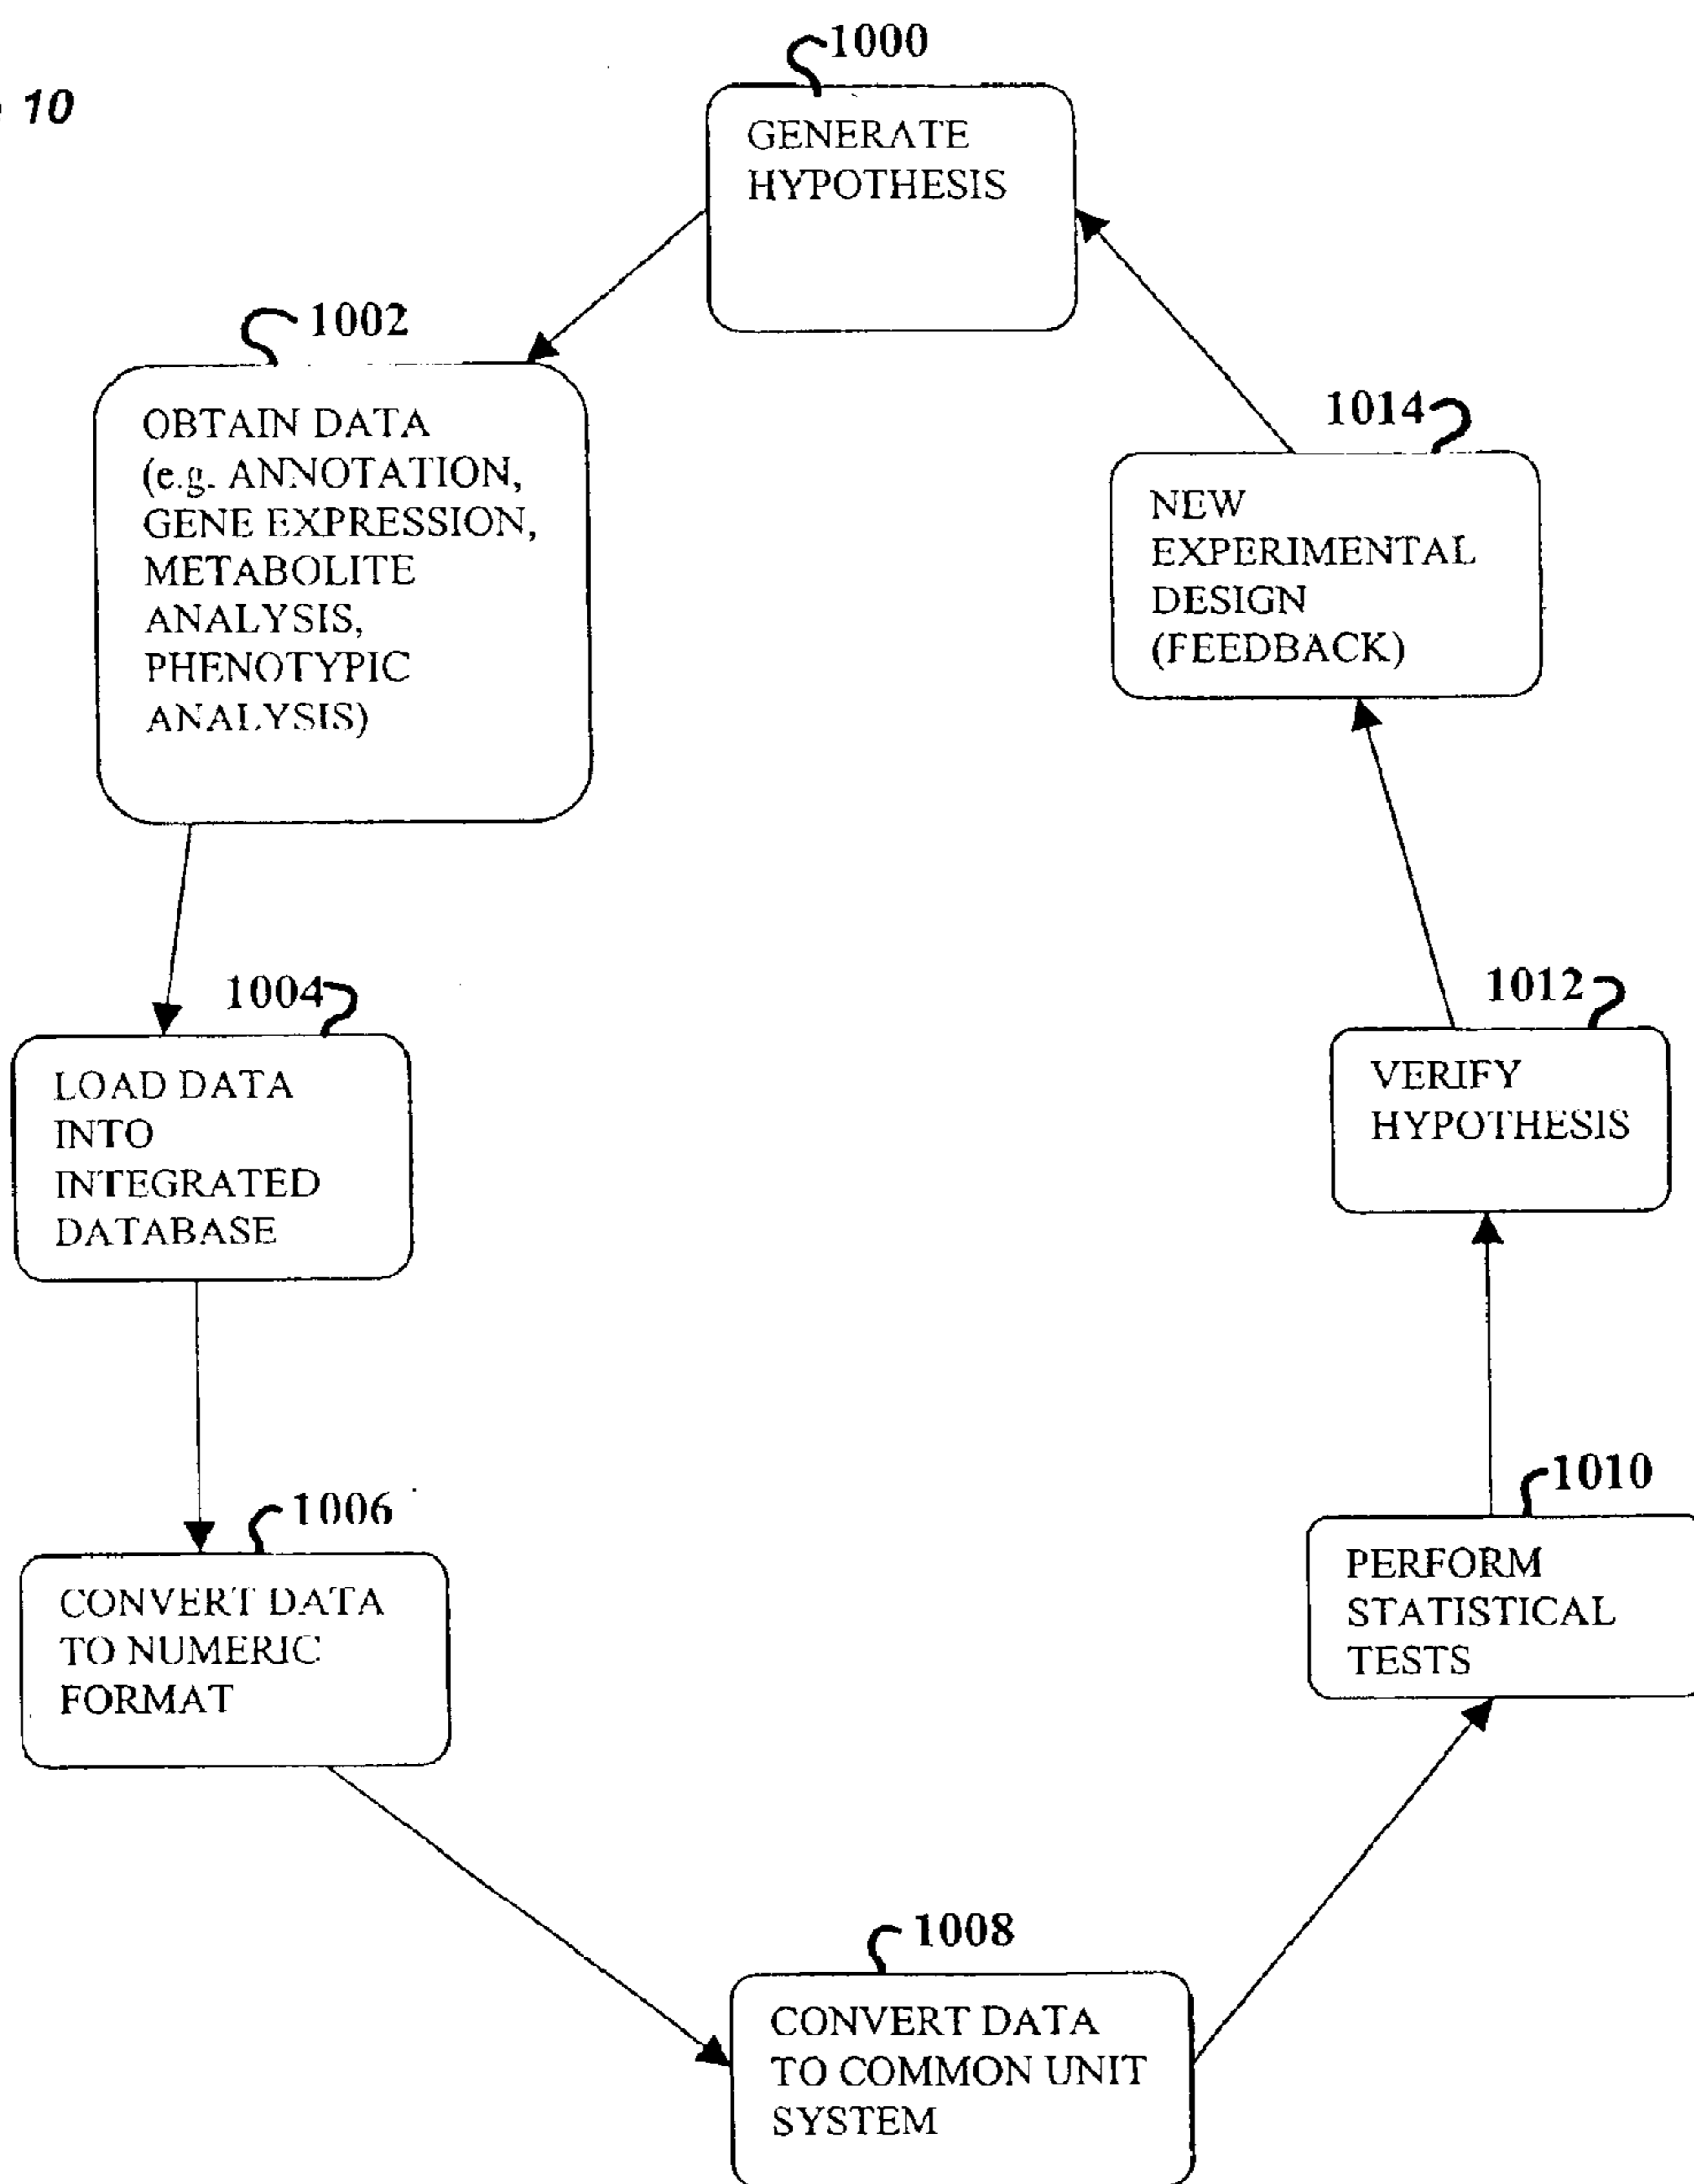 10
1000
GENERATE
HYPOTHESIS
1002
OBTAIN DATA
(e.g. ANNOTATION,
GENE EXPRESSION,
METABOLITE
ANALYSIS,
PHENOTYPIC
ANALYSIS)
1004
LOAD DATA
INTO
INTEGRATED
DATABASE
1006
CONVERT DATA
TO NUMERIC
FORMAT
1008
CONVERT DATA
TO COMMON UNIT
SYSTEM
1010
PERFORM
STATISTICAL
TESTS
1012
VERIFY
HYPOTHESIS
1014
NEW
EXPERIMENTAL
DESIGN
(FEEDBACK)